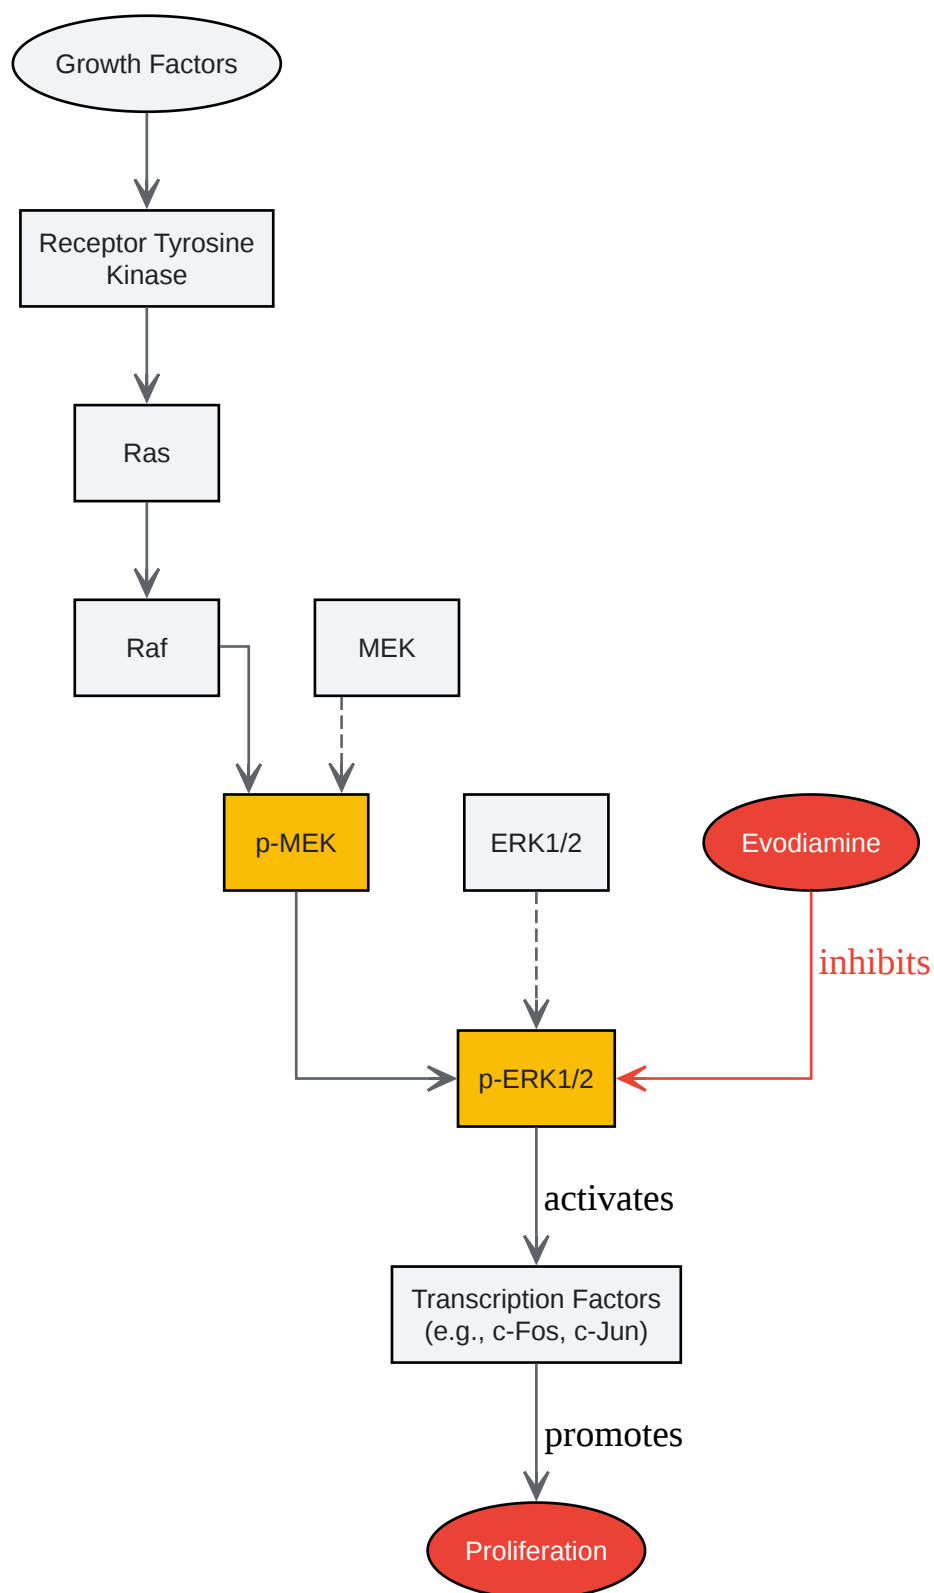 Growth Factors
Receptor Tyrosine
Kinase
Ras
Raf
MEK
p-MEK
ERK1/2
Evodiamine
inhibits
p-ERK1/2
activates
Transcription Factors
(e.g., c-Fos, c-Jun)
promotes
Proliferation